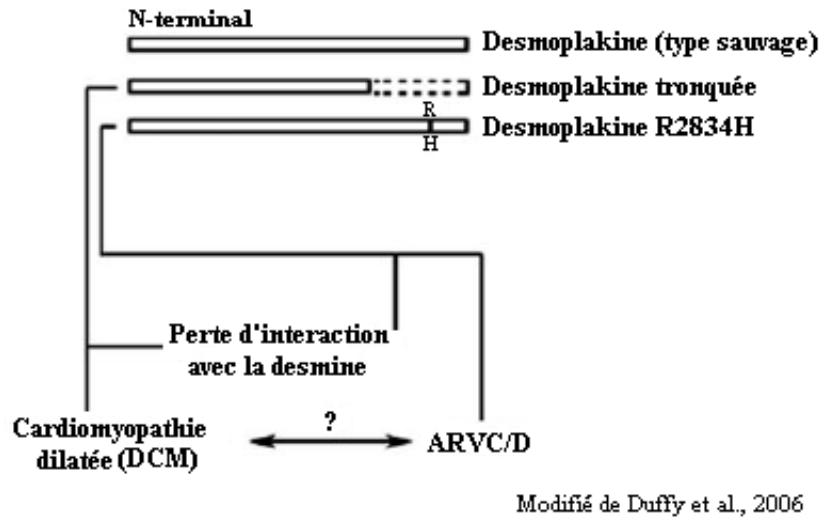 N-terminal
Desmoplakine (type sauvage)
Desmoplakine tronquée
R
Desmoplakine R2834H
H
Perte d'interaction
avec la desmine
?
Cardiomyopathie
dilatée (DCM)
ARVC/D
Modifié de Duffy et al., 2006